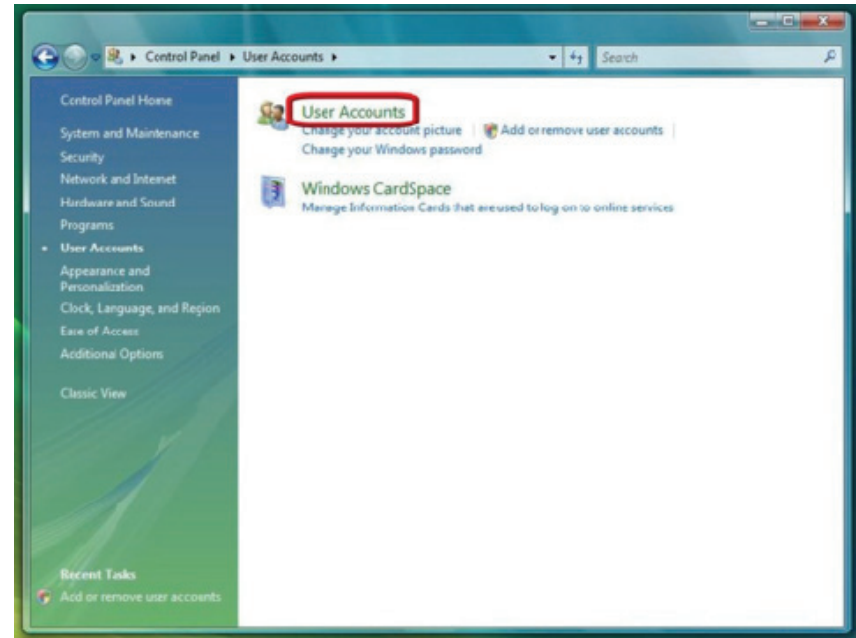 Control Panel ▸ User Accounts ▸
Search
Control Panel Home
System and Maintenance
Security
Network and Internet
Hardware and Sound
Programs
User Accounts
Appearance and
Personalization
Clock, Language, and Region
Ease of Access
Additional Options
Classic View
Recent Tasks
Add or remove user accounts
User Accounts
Change your account picture
Add or remove user accounts
Change your Windows password
Windows CardSpace
Manage Information Cards that are used to log on to online services